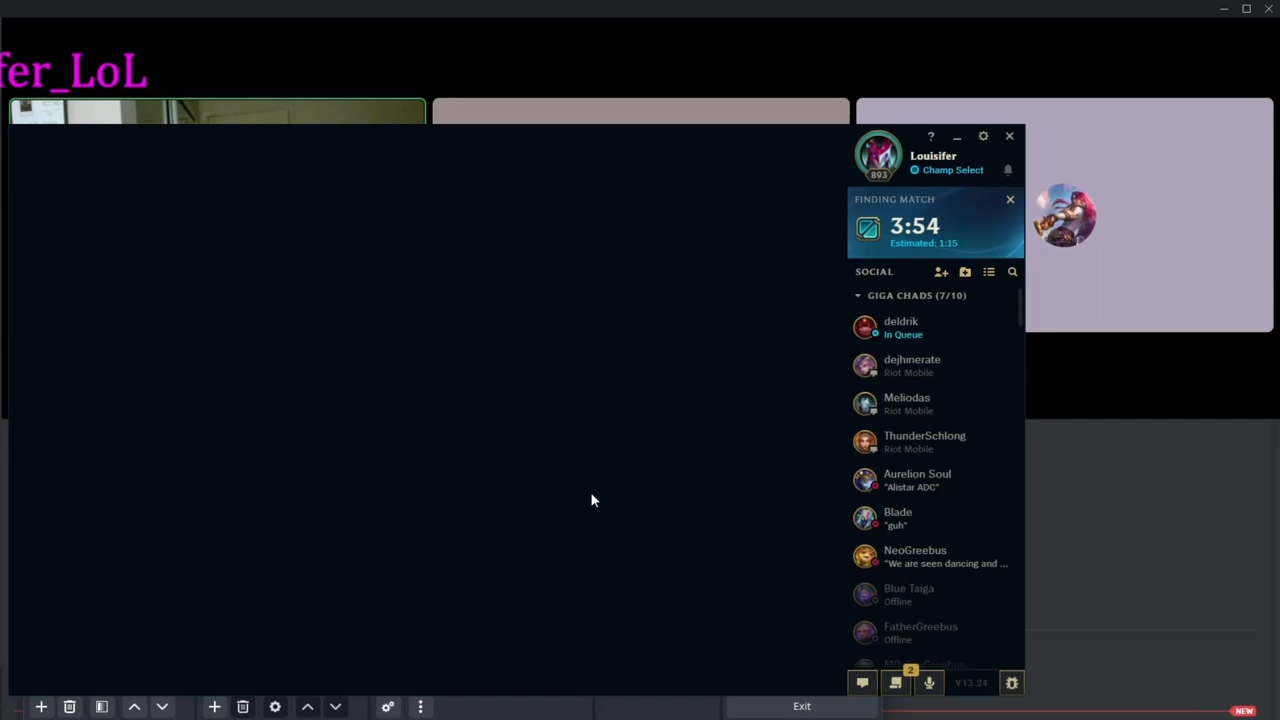 fer_LoL
?
Louisifer
Champ Select
893
FINDING MATCH
3:54
Estimated: 1:15
SOCIAL
GIGA CHADS (7/10)
deldrik
In Queue
dejhinerate
Riot Mobile
Meliodas
Riot Mobile
ThunderSchlong
Riot Mobile
Aurelion Soul
"Alistar ADC"
Blade
"guh"
NeoGreebus
"We are seen dancing and ...
Blue Taiga
Offline
FatherGreebus
Offline
2
V13.24
Exit
NEW